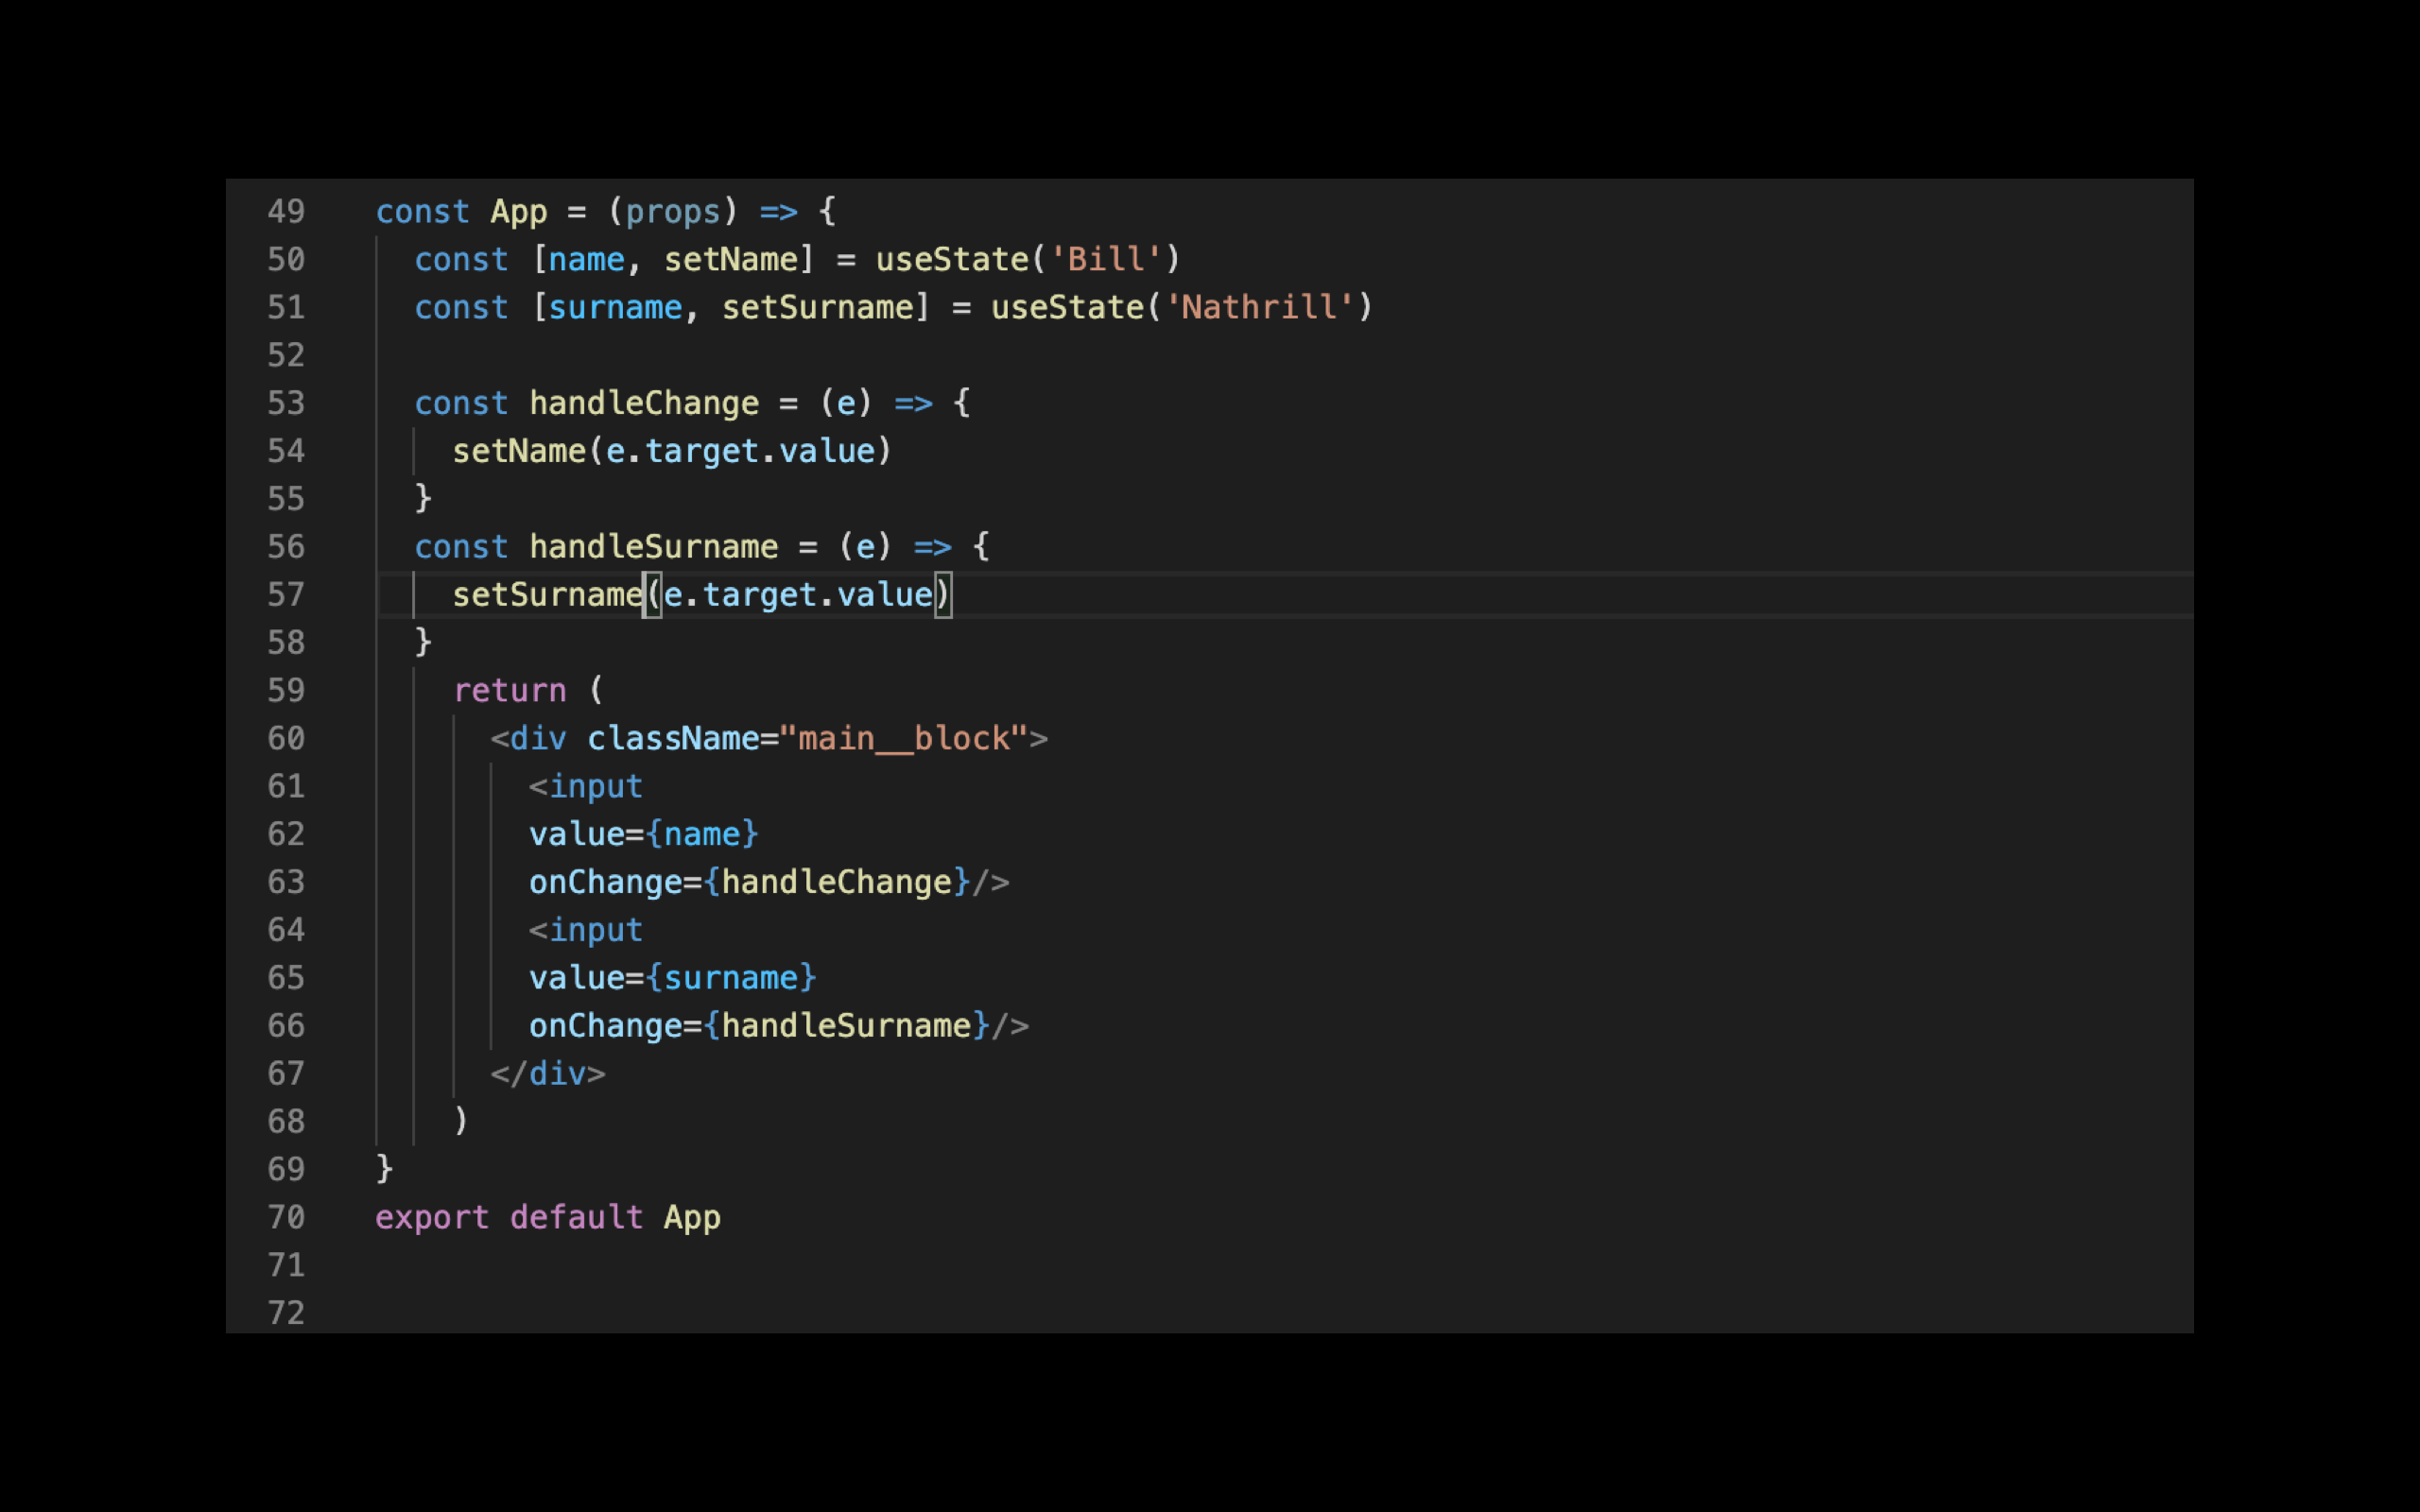 49 const App = (props) => {
50 const [name, setName] = useState('Bill')
51 const [surname, setSurname] = useState('Nathrill')
52
53 const handleChange = (e) => {
54 setName(e.target.value)
55 }
56 const handleSurname = (e) => {
57 setSurname(e.target.value)
58 }
59 return (
60 <div className="main__block">
61 <input
62 value={name}
63 onChange={handleChange}/>
64 <input
65 value={surname}
66 onChange={handleSurname}/>
67 </div>
68 )
69 }
70 export default App
71
72